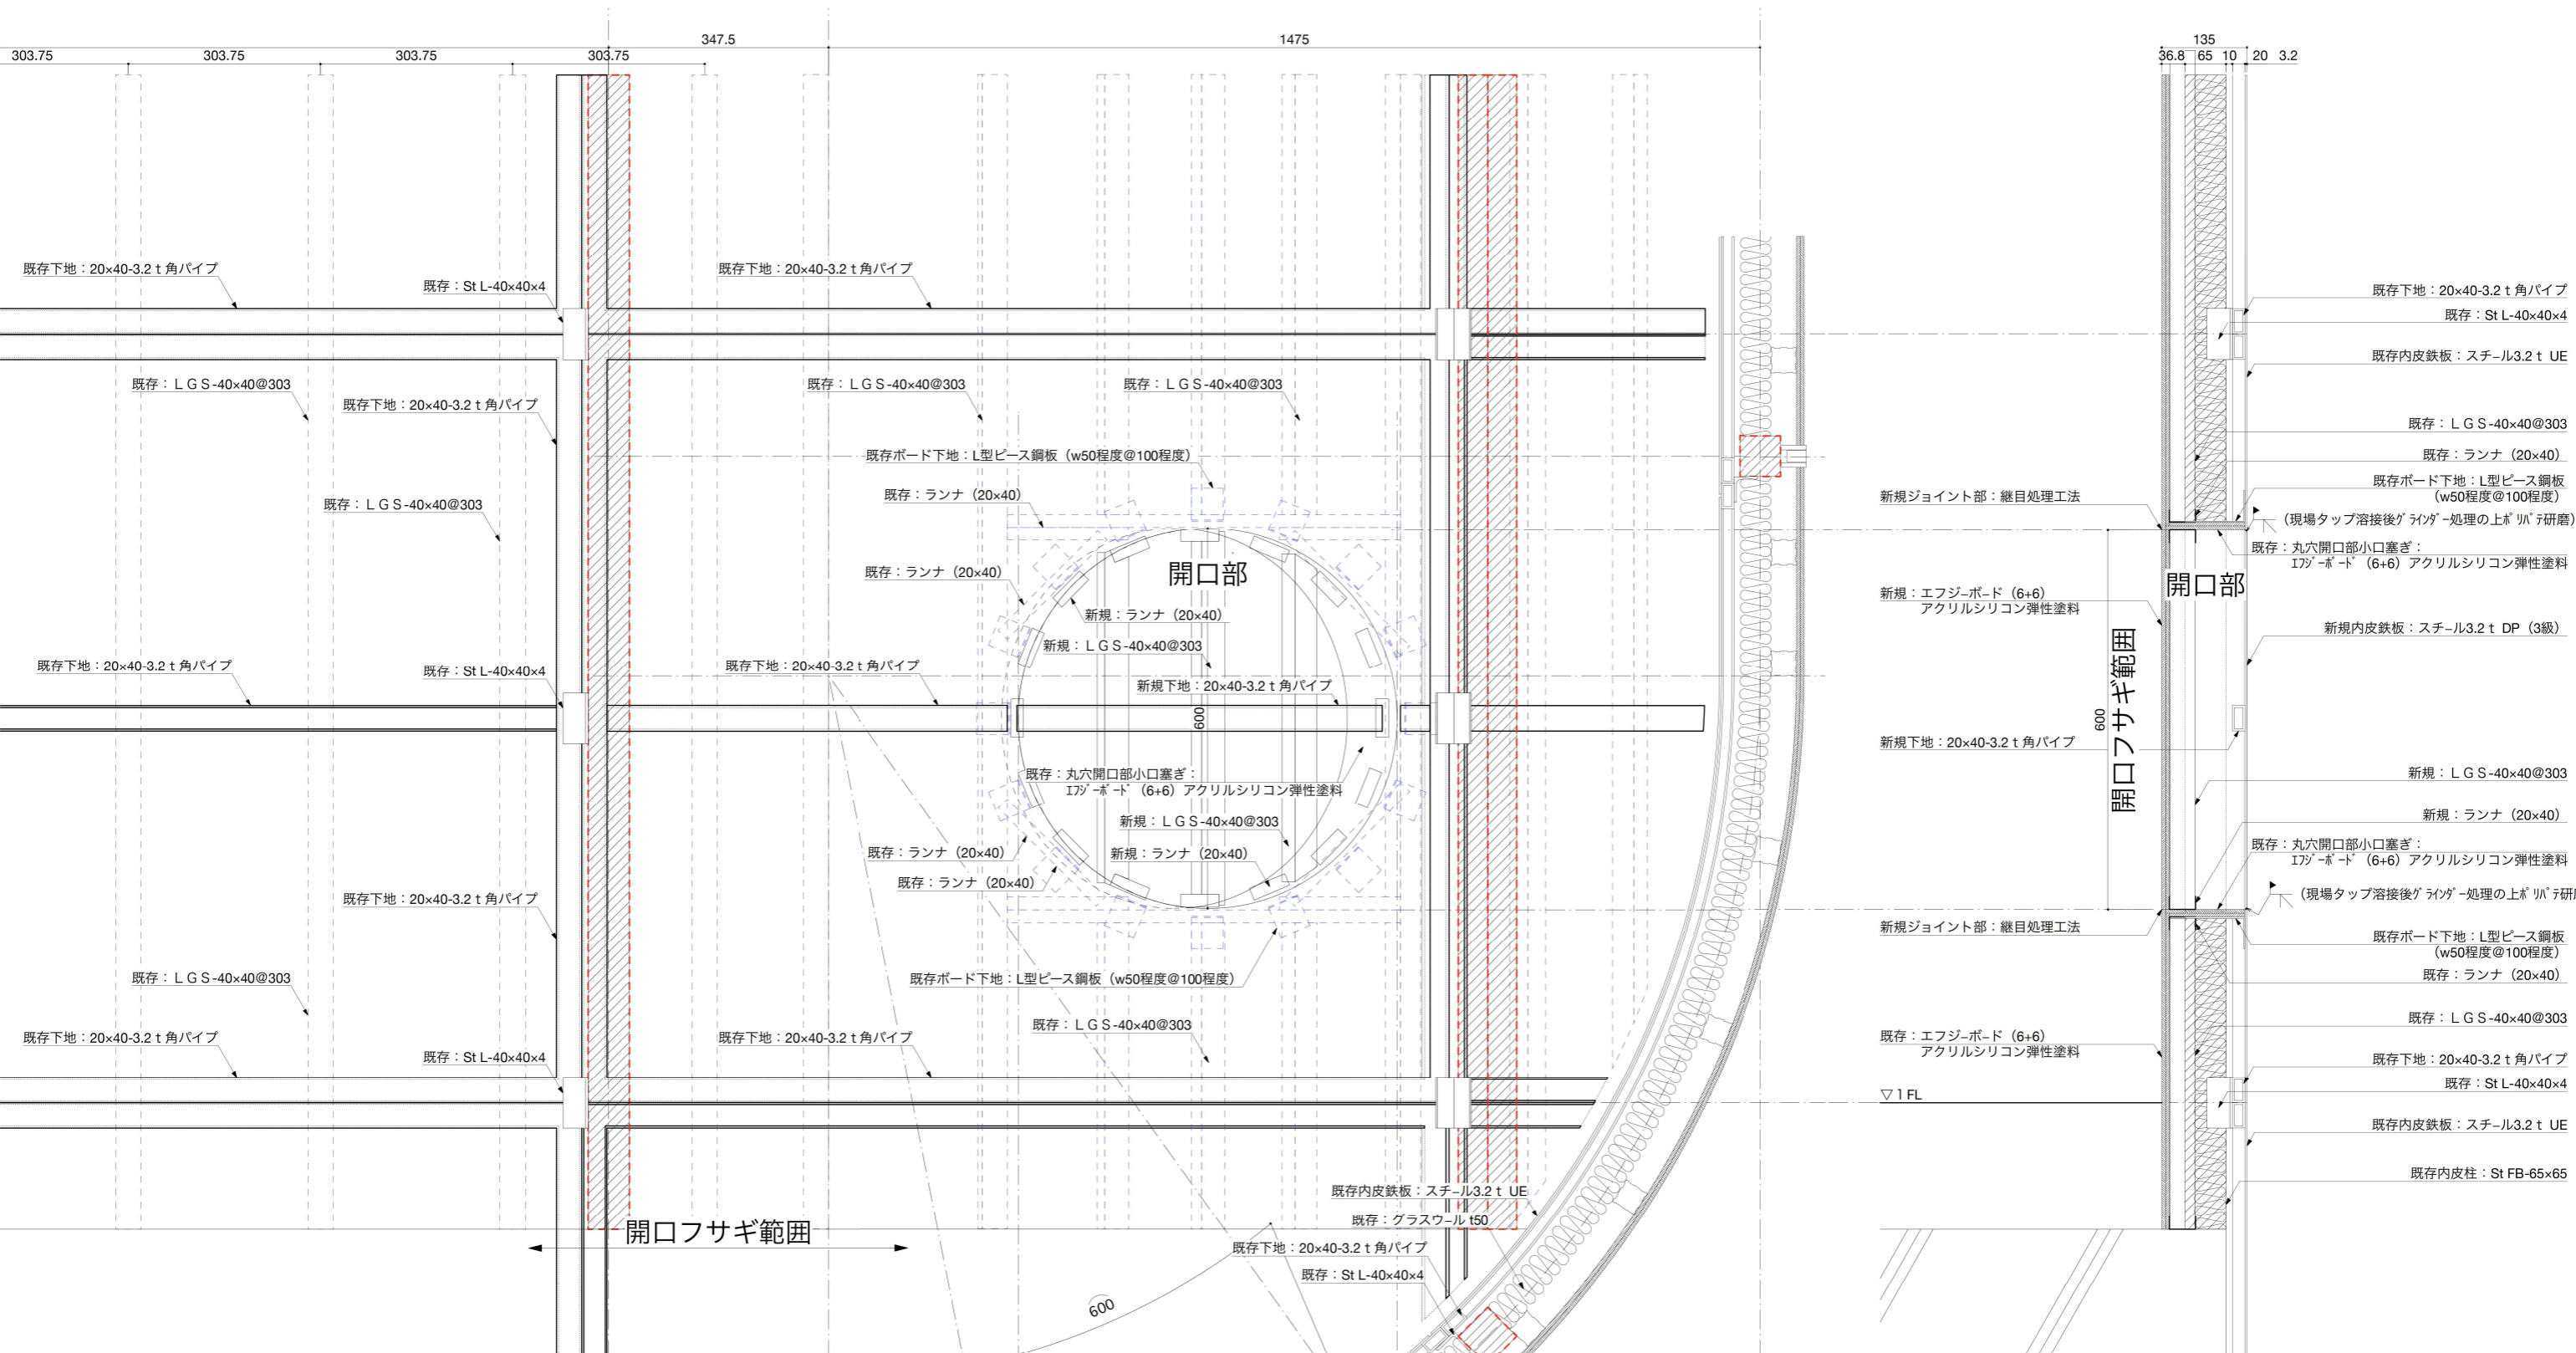 347.5
1475
303.75
303.75
303.75
303.75
135
36.8
65
10
20
3.2
既存下地：20×40-3.2ｔ角パイプ
既存：St L-40×40×4
既存下地：20×40-3.2ｔ角パイプ
既存：ＬＧＳ-40×40@303
既存下地：20×40-3.2ｔ角パイプ
既存：ＬＧＳ-40×40@303
既存：ＬＧＳ-40×40@303
既存：ＬＧＳ-40×40@303
既存ボード下地：L型ピース鋼板（w50程度@100程度）
既存：ランナ（20×40）
既存：ランナ（20×40）
開口部
新規：ランナ（20×40）
新規：ＬＧＳ-40×40@303
既存下地：20×40-3.2ｔ角パイプ
既存：St L-40×40×4
既存下地：20×40-3.2ｔ角パイプ
新規下地：20×40-3.2ｔ角パイプ
600
既存：丸穴開口部小口塞ぎ：
ｴﾌｼﾞｰﾎﾞｰﾄﾞ（6+6）アクリルシリコン弾性塗料
新規：ＬＧＳ-40×40@303
既存：ランナ（20×40）
新規：ランナ（20×40）
既存：ランナ（20×40）
既存下地：20×40-3.2ｔ角パイプ
既存：ＬＧＳ-40×40@303
既存ボード下地：L型ピース鋼板（w50程度@100程度）
既存：ＬＧＳ-40×40@303
既存下地：20×40-3.2ｔ角パイプ
既存：St L-40×40×4
既存下地：20×40-3.2ｔ角パイプ
開口フサギ範囲
既存内皮鉄板：スチール3.2ｔ UE
既存：グラスウール t50
既存下地：20×40-3.2ｔ角パイプ
既存：St L-40×40×4
600
新規ジョイント部：継目処理工法
新規：エフジーボード（6+6）
アクリルシリコン弾性塗料
開口部
開口フサギ範囲
600
新規下地：20×40-3.2ｔ角パイプ
新規ジョイント部：継目処理工法
既存：エフジーボード（6+6）
アクリルシリコン弾性塗料
▽１FL
既存下地：20×40-3.2ｔ角パイプ
既存：St L-40×40×4
既存内皮鉄板：スチール3.2ｔ UE
既存：ＬＧＳ-40×40@303
既存：ランナ（20×40）
既存ボード下地：L型ピース鋼板
（w50程度@100程度）
（現場タップ溶接後ｸﾞﾗｲﾝﾀﾞｰ処理の上ﾎﾟﾘﾊﾟﾃ研磨）
既存：丸穴開口部小口塞ぎ：
ｴﾌｼﾞｰﾎﾞｰﾄﾞ（6+6）アクリルシリコン弾性塗料
新規内皮鉄板：スチール3.2ｔ DP（3級）
新規：ＬＧＳ-40×40@303
新規：ランナ（20×40）
既存：丸穴開口部小口塞ぎ：
ｴﾌｼﾞｰﾎﾞｰﾄﾞ（6+6）アクリルシリコン弾性塗料
（現場タップ溶接後ｸﾞﾗｲﾝﾀﾞｰ処理の上ﾎﾟﾘﾊﾟﾃ研
既存ボード下地：L型ピース鋼板
（w50程度@100程度）
既存：ランナ（20×40）
既存：ＬＧＳ-40×40@303
既存下地：20×40-3.2ｔ角パイプ
既存：St L-40×40×4
既存内皮鉄板：スチール3.2ｔ UE
既存内皮柱：St FB-65×65